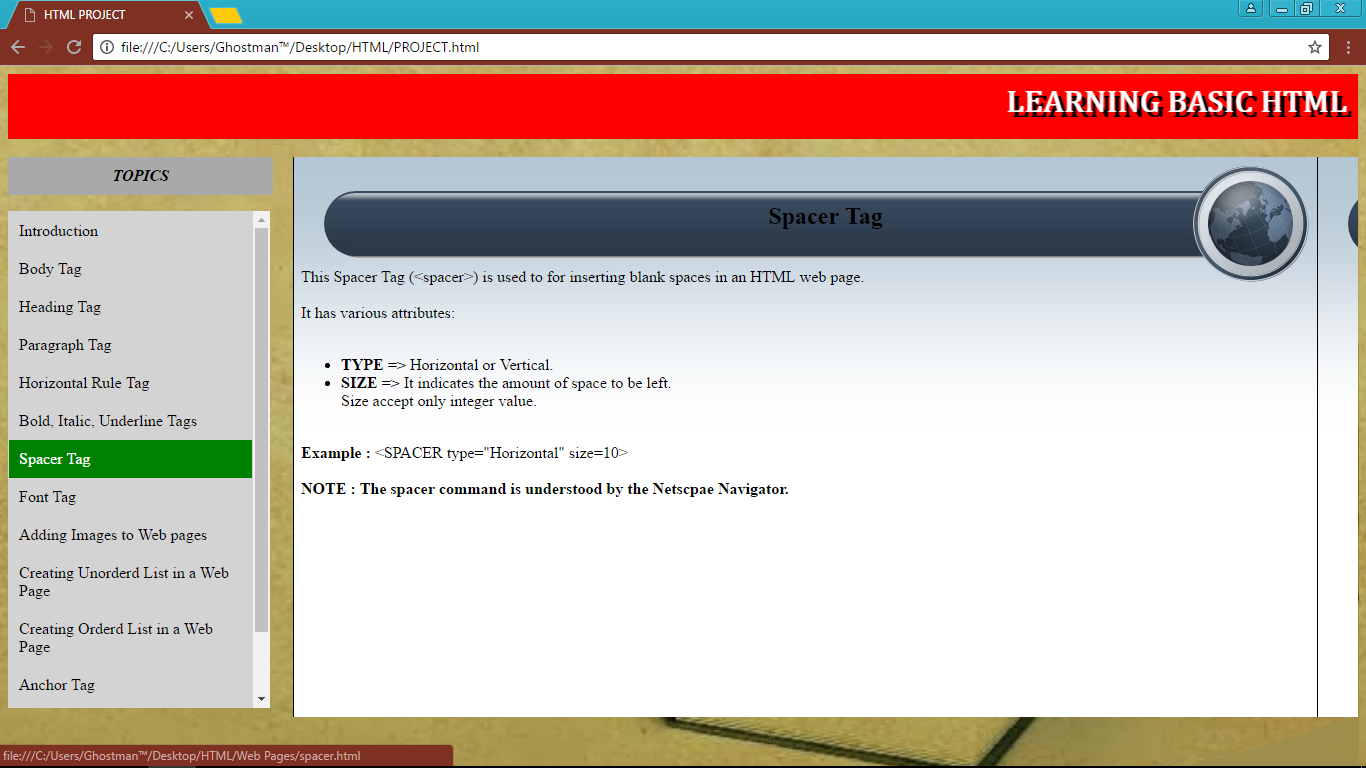 HTML PROJECT
file:///C:/Users/Ghostman™/Desktop/HTML/PROJECT.html
LEARNING BASIC HTML
TOPICS
Introduction
Body Tag
Heading Tag
Paragraph Tag
Horizontal Rule Tag
Bold, Italic, Underline Tags
Spacer Tag
Font Tag
Adding Images to Web pages
Creating Unorderd List in a Web
Page
Creating Orderd List in a Web
Page
Anchor Tag
Spacer Tag
This Spacer Tag (<spacer>) is used to for inserting blank spaces in an HTML web page.
It has various attributes:
• TYPE => Horizontal or Vertical.
• SIZE => It indicates the amount of space to be left.
Size accept only integer value.
Example : <SPACER type="Horizontal" size=10>
NOTE : The spacer command is understood by the Netscpae Navigator.
file:///C:/Users/Ghostman™/Desktop/HTML/Web Pages/spacer.html